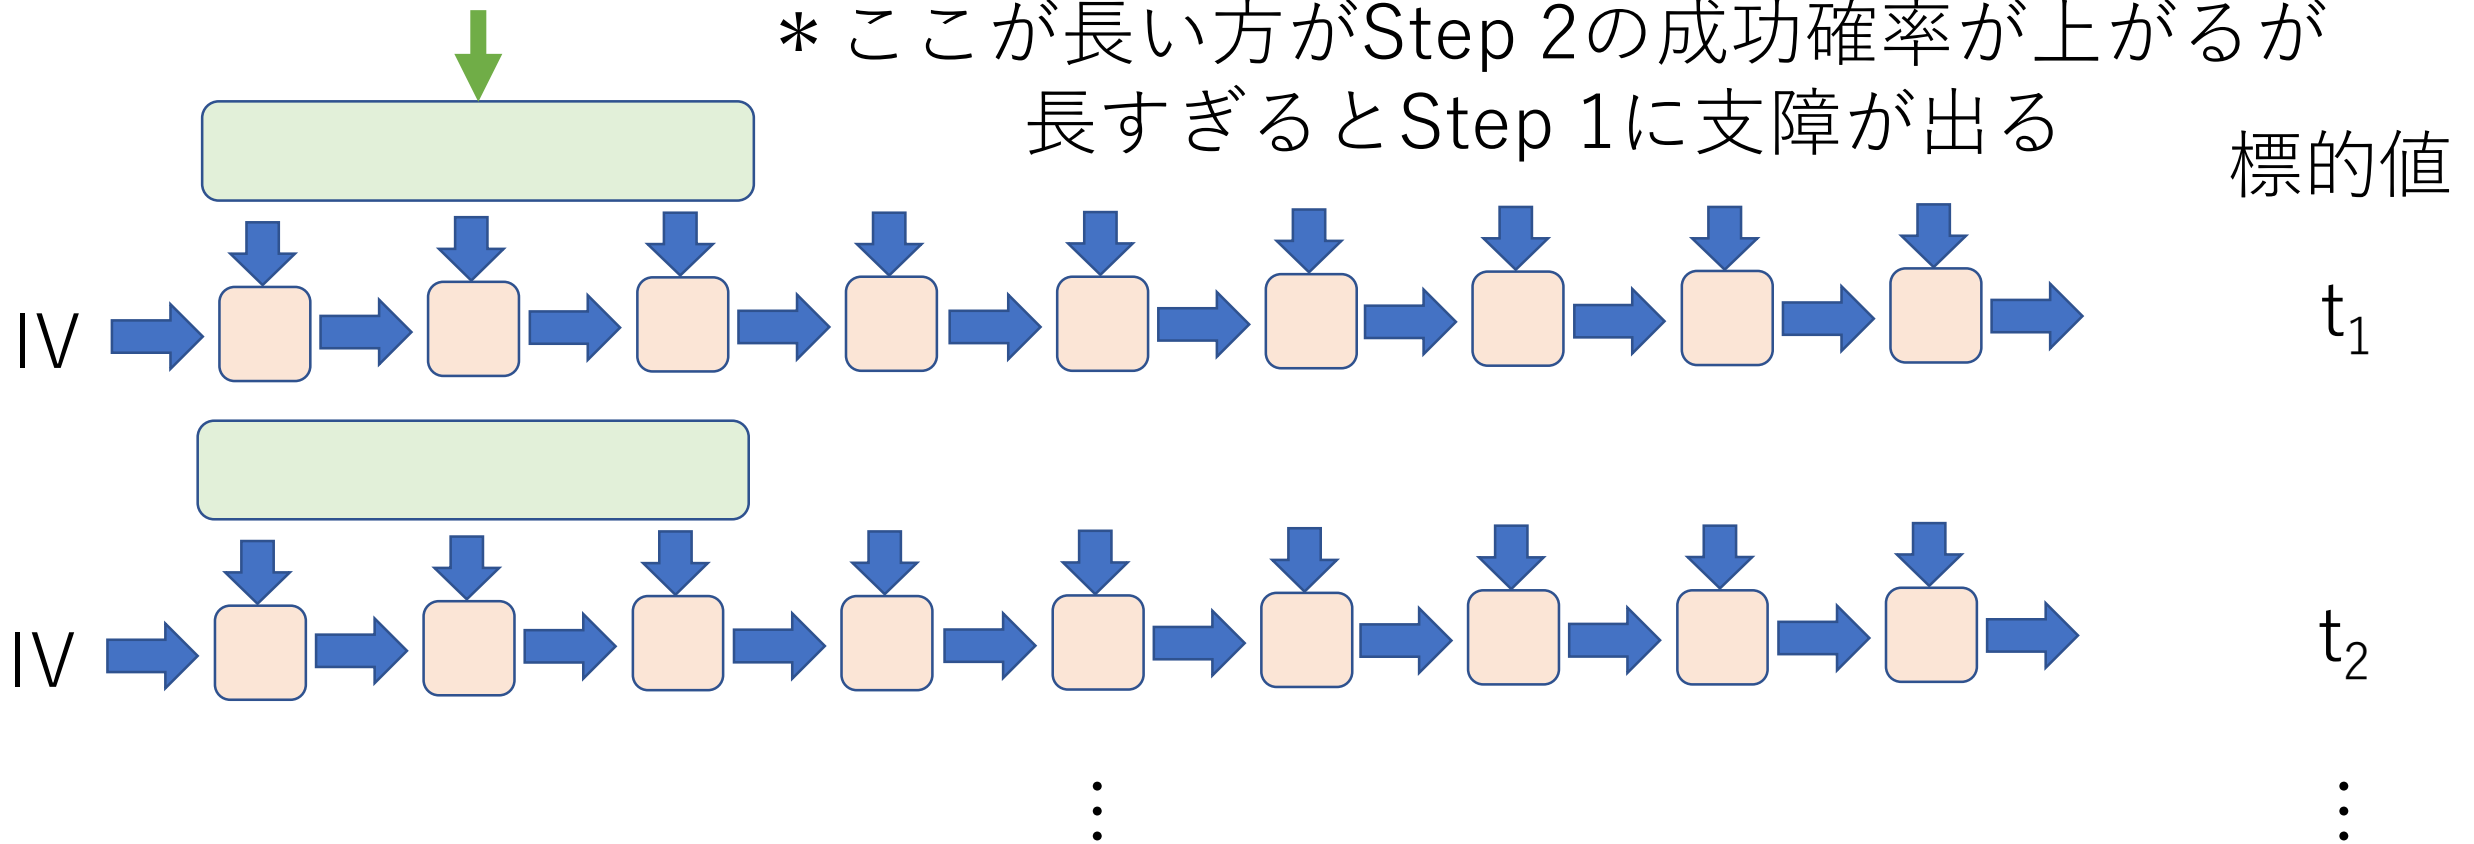 *ここが長い方がStep 2の成功確率が上がるが
長すぎるとStep 1に支障が出る
標的値
IV
t1
IV
t2